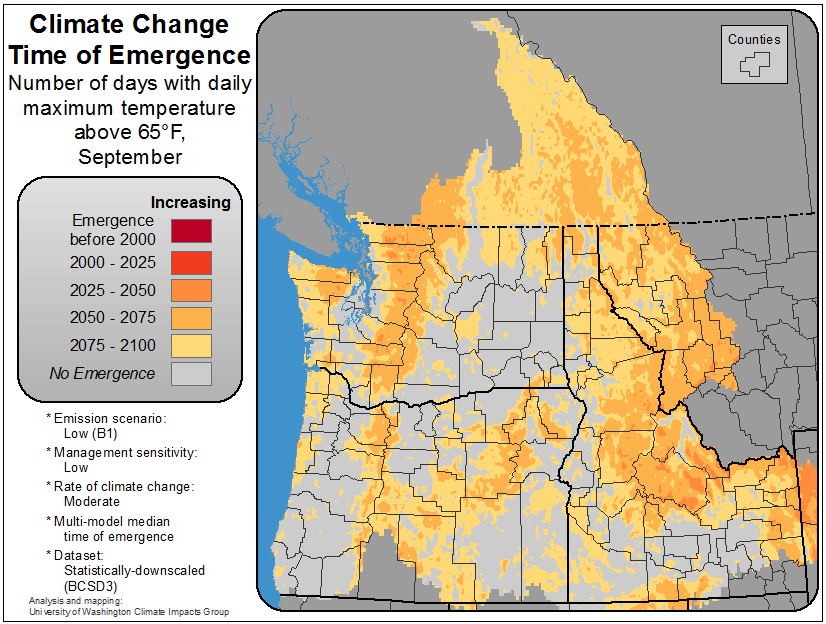 Climate Change
Time of Emergence
Number of days with daily
maximum temperature
above 65°F,
September
Increasing
Emergence
before 2000
2000 - 2025
2025 - 2050
2050 - 2075
2075 - 2100
No Emergence
* Emission scenario:
Low (B1)
* Management sensitivity:
Low
* Rate of climate change:
Moderate
* Multi-model median
time of emergence
* Dataset:
Statistically-downscaled
(BCSD3)
Analysis and mapping:
University of Washington Climate Impacts Group
Counties